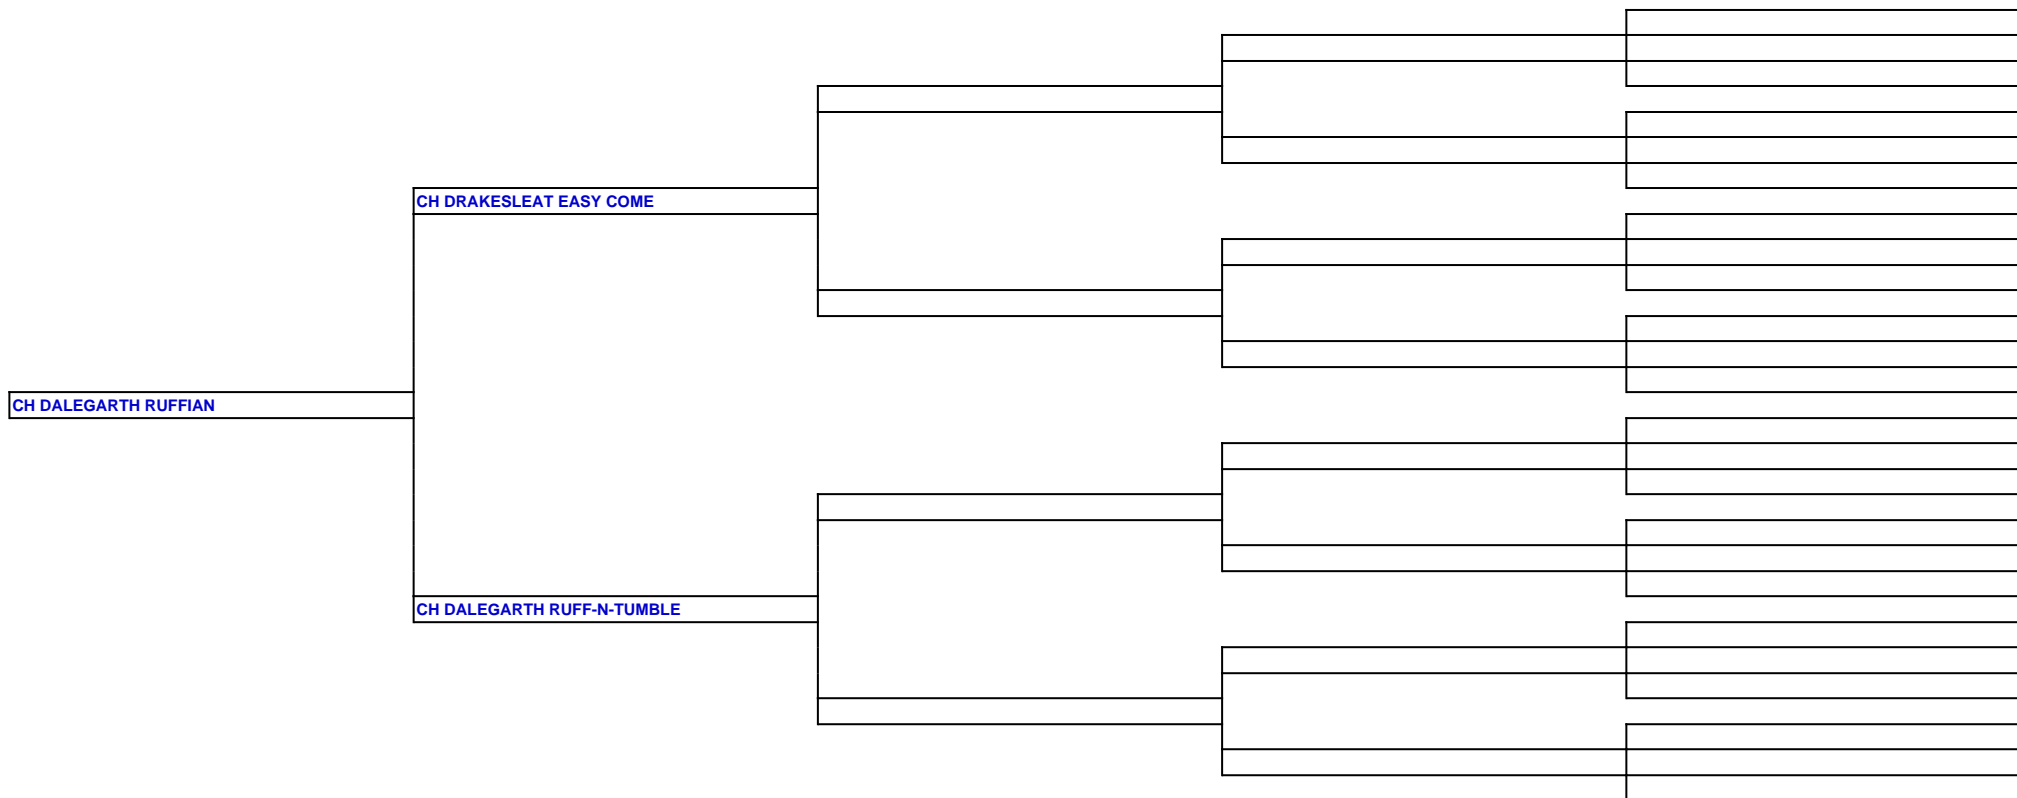 CH DRAKESLEAT EASY COME
CH DALEGARTH RUFFIAN
CH DALEGARTH RUFF-N-TUMBLE